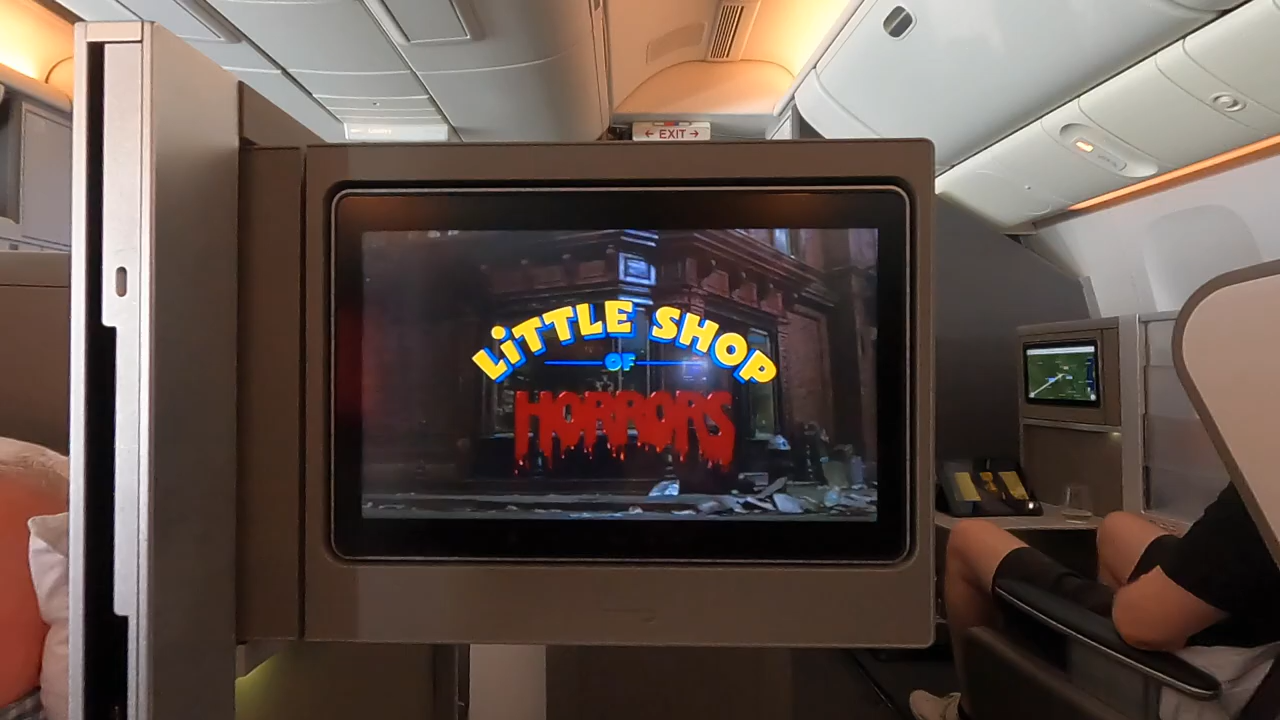 ← EXIT →
LiTTLE SHOP
OF
HORRORS